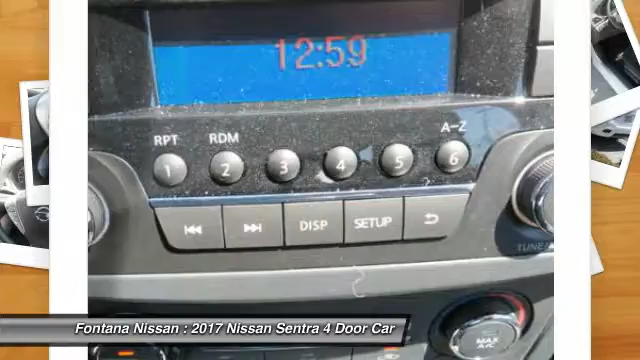 12:59
RPT RDM A-Z
1 2 3 4 5 6
DISP SETUP
TUNE
MAX
A/C
Fontana Nissan : 2017 Nissan Sentra 4 Door Car